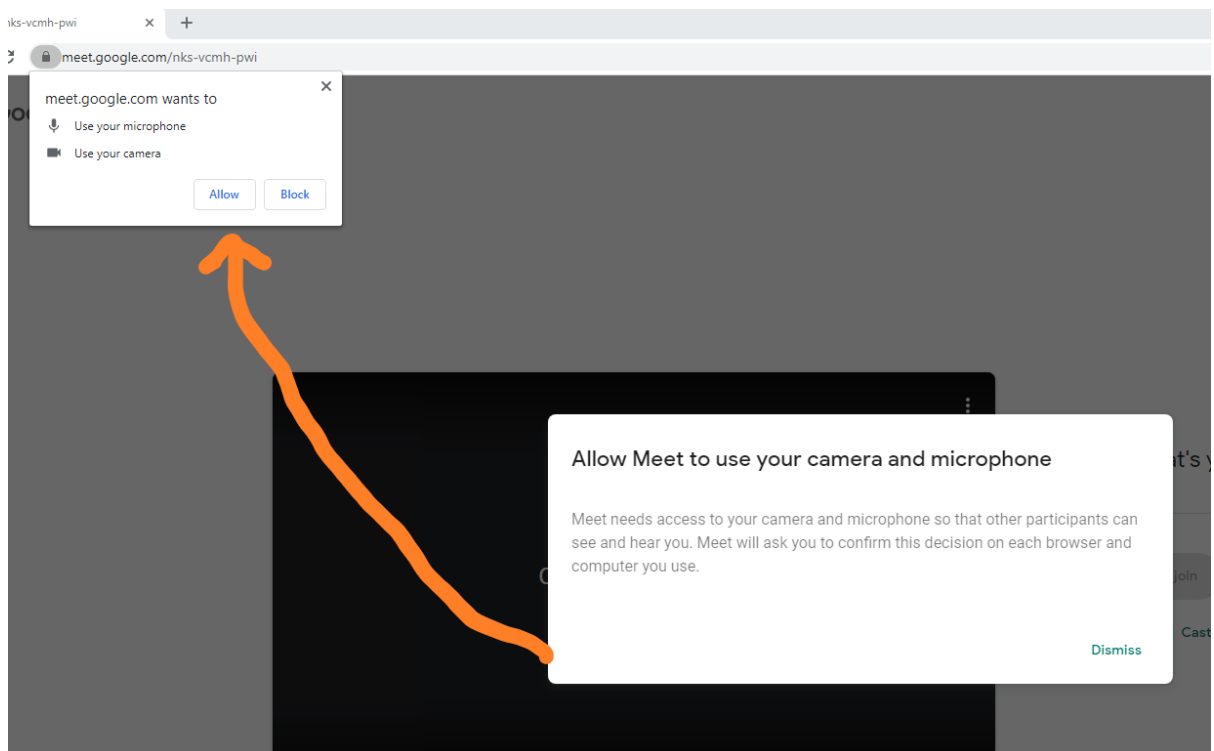 nks-vcmh-pwi
meet.google.com/nks-vcmh-pwi
meet.google.com wants to
Use your microphone
Use your camera
Allow Block
Allow Meet to use your camera and microphone
Meet needs access to your camera and microphone so that other participants can
see and hear you. Meet will ask you to confirm this decision on each browser and
computer you use.
Dismiss
join
Cast